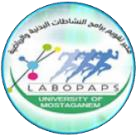 مخبر تقويم برامج النشاطات البدنية والرياضية
LABOPAPS
UNIVERSITY OF
MOSTAGANEM